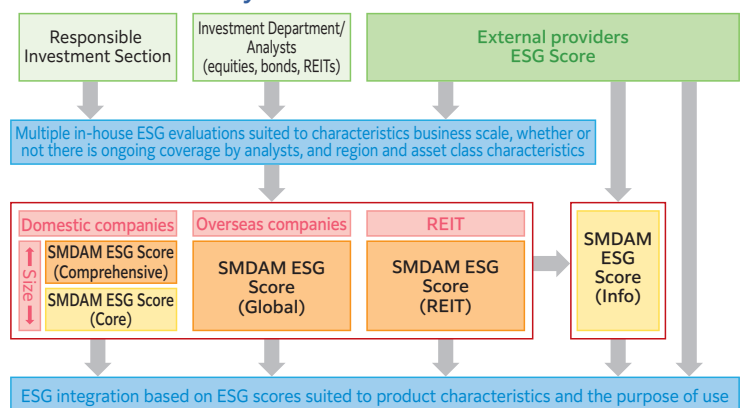 Responsible
Investment Section
Investment Department/
Analysts
(equities, bonds, REITs)
External providers
ESG Score
Multiple in-house ESG evaluations suited to characteristics business scale, whether or
not there is ongoing coverage by analysts, and region and asset class characteristics
Domestic companies
Size
SMDAM ESG Score
(Comprehensive)
SMDAM ESG Score
(Core)
Overseas companies
SMDAM ESG
Score
(Global)
REIT
SMDAM ESG
Score
(REIT)
SMDAM
ESG
Score
(Info)
ESG integration based on ESG scores suited to product characteristics and the purpose of use